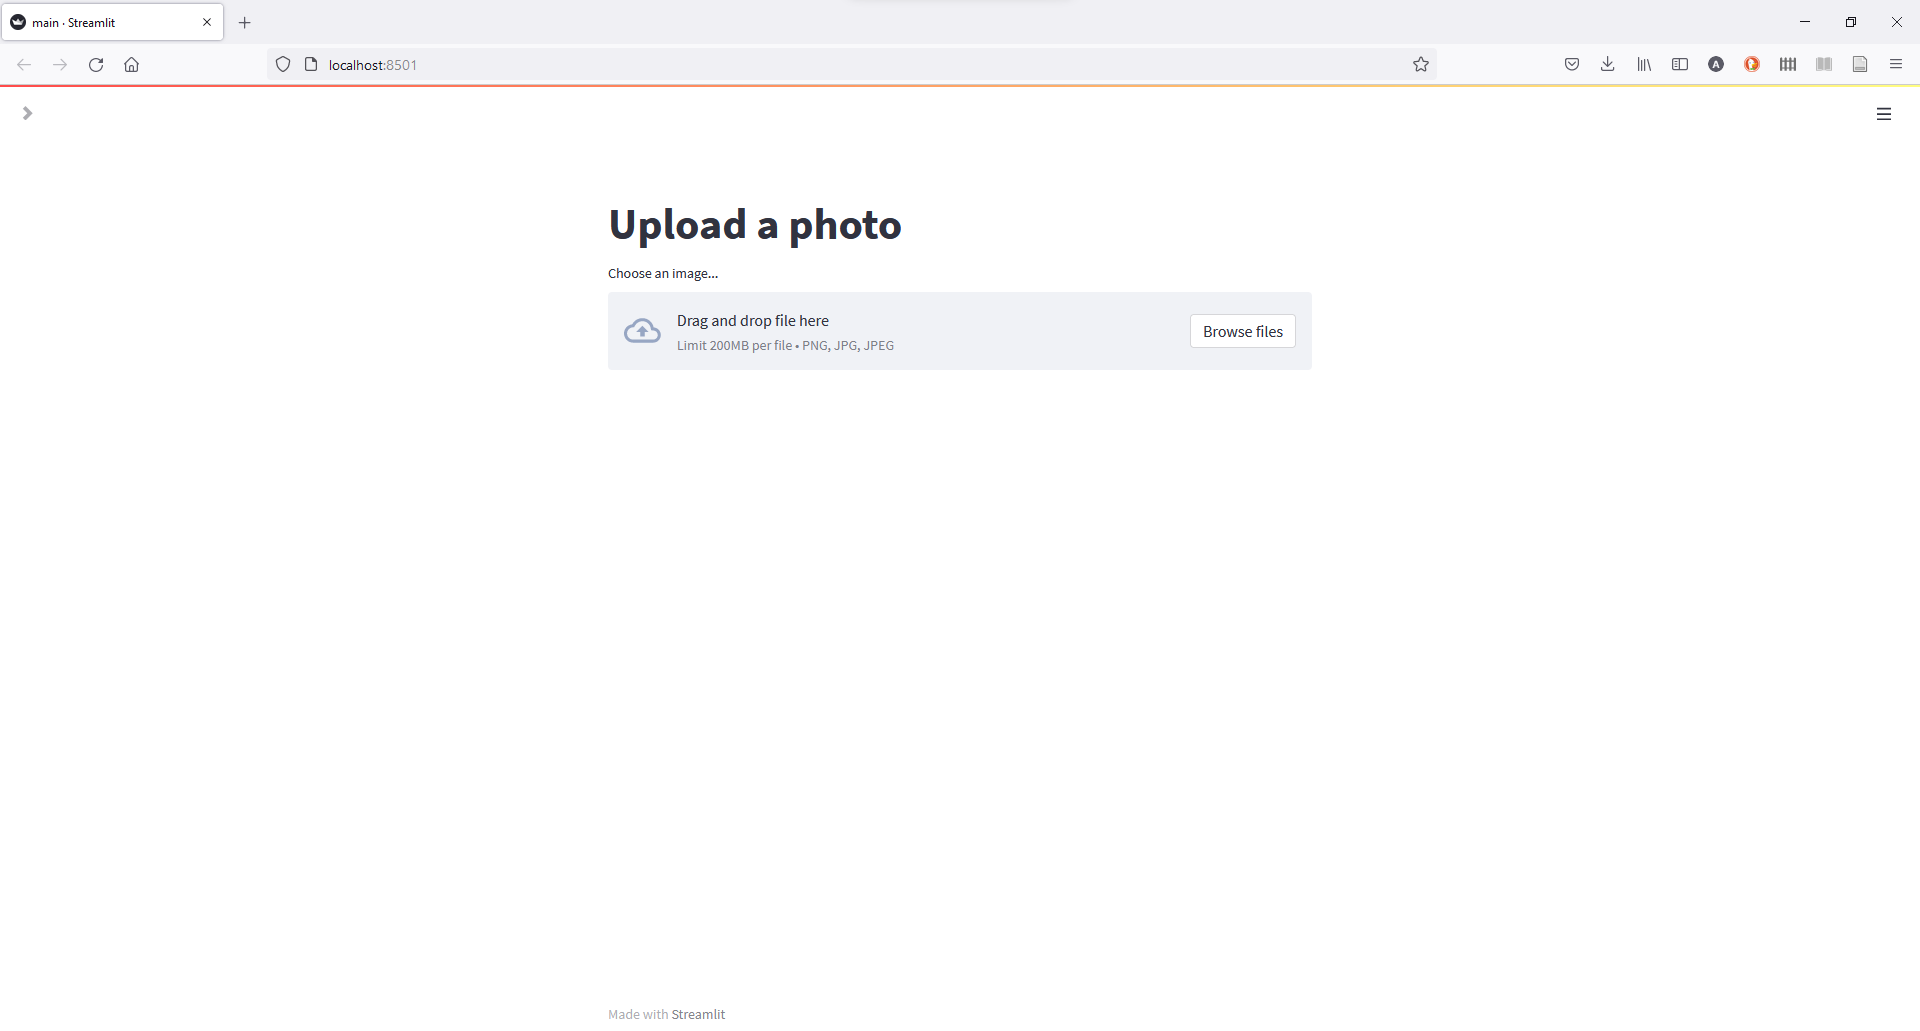 main · Streamlit
localhost:8501
Upload a photo
Choose an image...
Drag and drop file here
Limit 200MB per file • PNG, JPG, JPEG
Browse files
Made with Streamlit